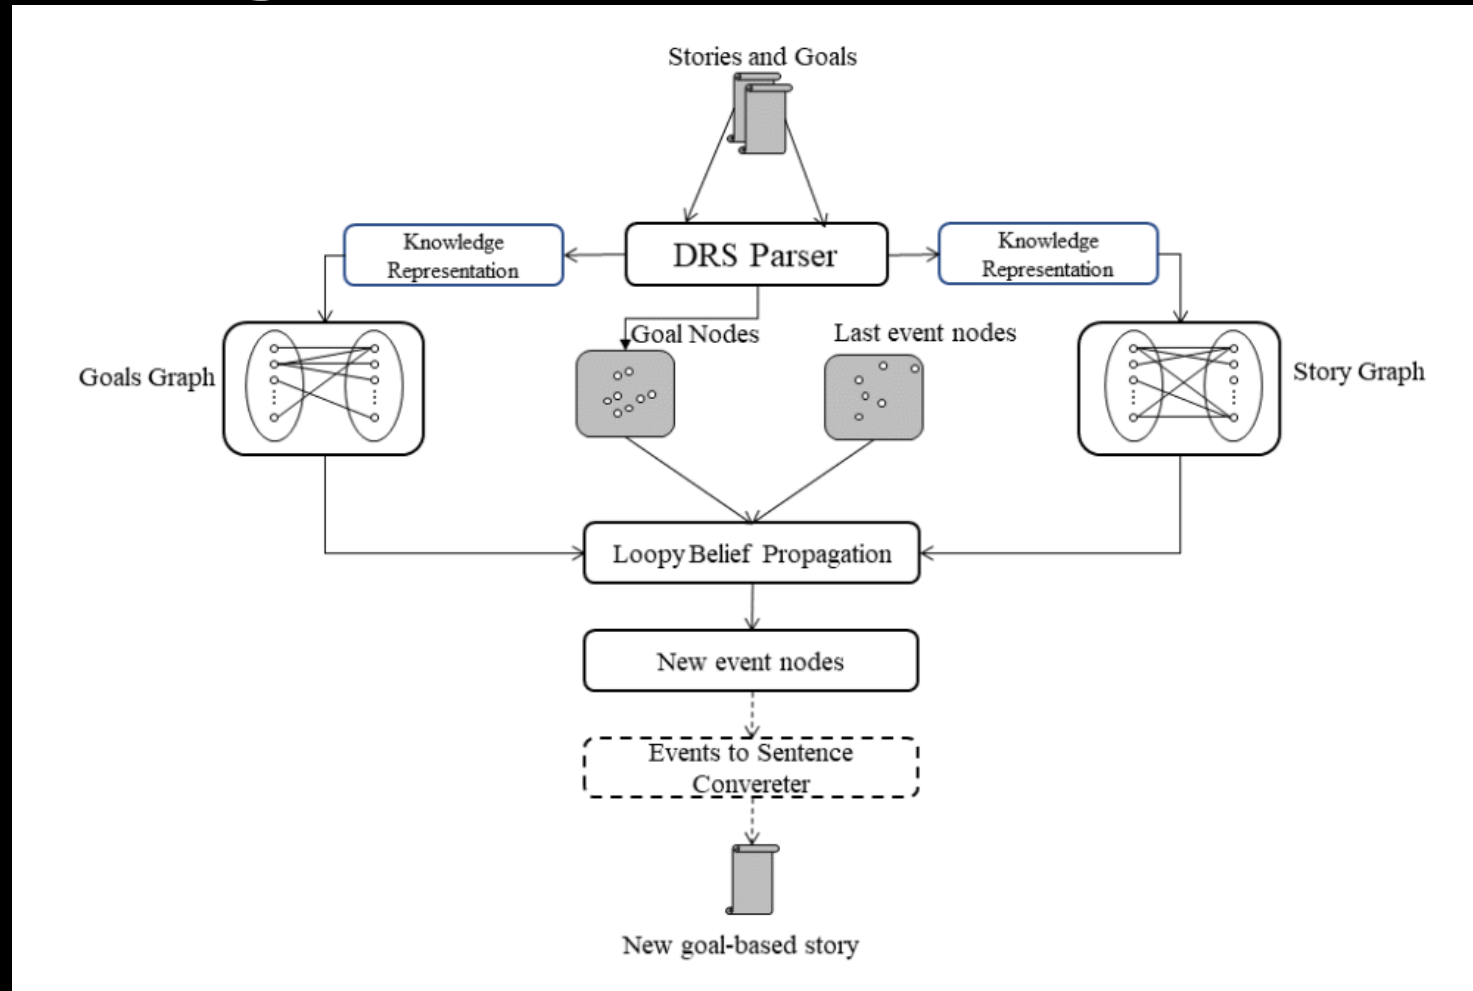 Stories and Goals
Knowledge
Representation
DRS Parser
Knowledge
Representation
Goal Nodes
Last event nodes
Goals Graph
Story Graph
Loopy Belief Propagation
New event nodes
Events to Sentence
Convereter
New goal-based story